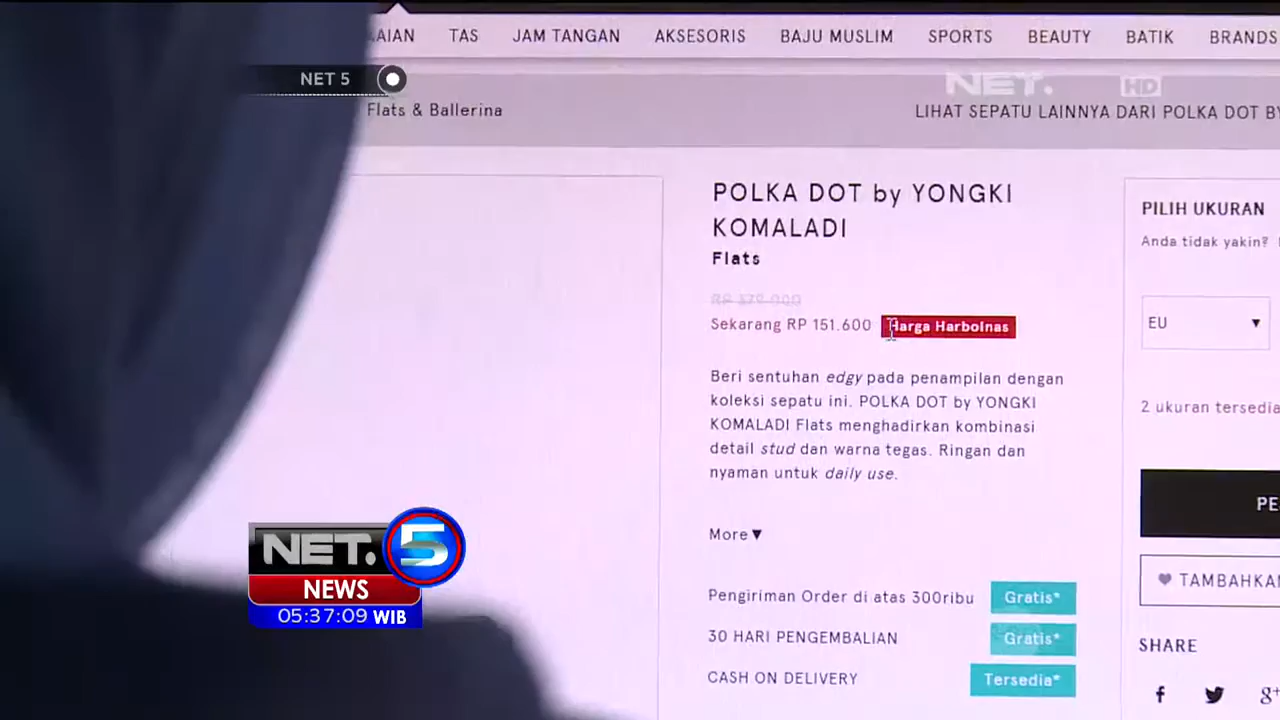 AIAN TAS JAM TANGAN AKSESORIS BAJU MUSLIM SPORTS BEAUTY BATIK BRANDS
NET 5
NET. HD
Flats & Ballerina
LIHAT SEPATU LAINNYA DARI POLKA DOT BY
POLKA DOT by YONGKI
KOMALADI
Flats
RP 379.000
Sekarang RP 151.600 Harga Harbolnas
Beri sentuhan edgy pada penampilan dengan
koleksi sepatu ini. POLKA DOT by YONGKI
KOMALADI Flats menghadirkan kombinasi
detail stud dan warna tegas. Ringan dan
nyaman untuk daily use.
More ▼
Pengiriman Order di atas 300ribu Gratis*
30 HARI PENGEMBALIAN Gratis*
CASH ON DELIVERY Tersedia*
PILIH UKURAN
Anda tidak yakin?
EU ▼
2 ukuran tersedia
PE
TAMBAHKAN
SHARE
f g+
NET. 5
NEWS
05:37:09 WIB